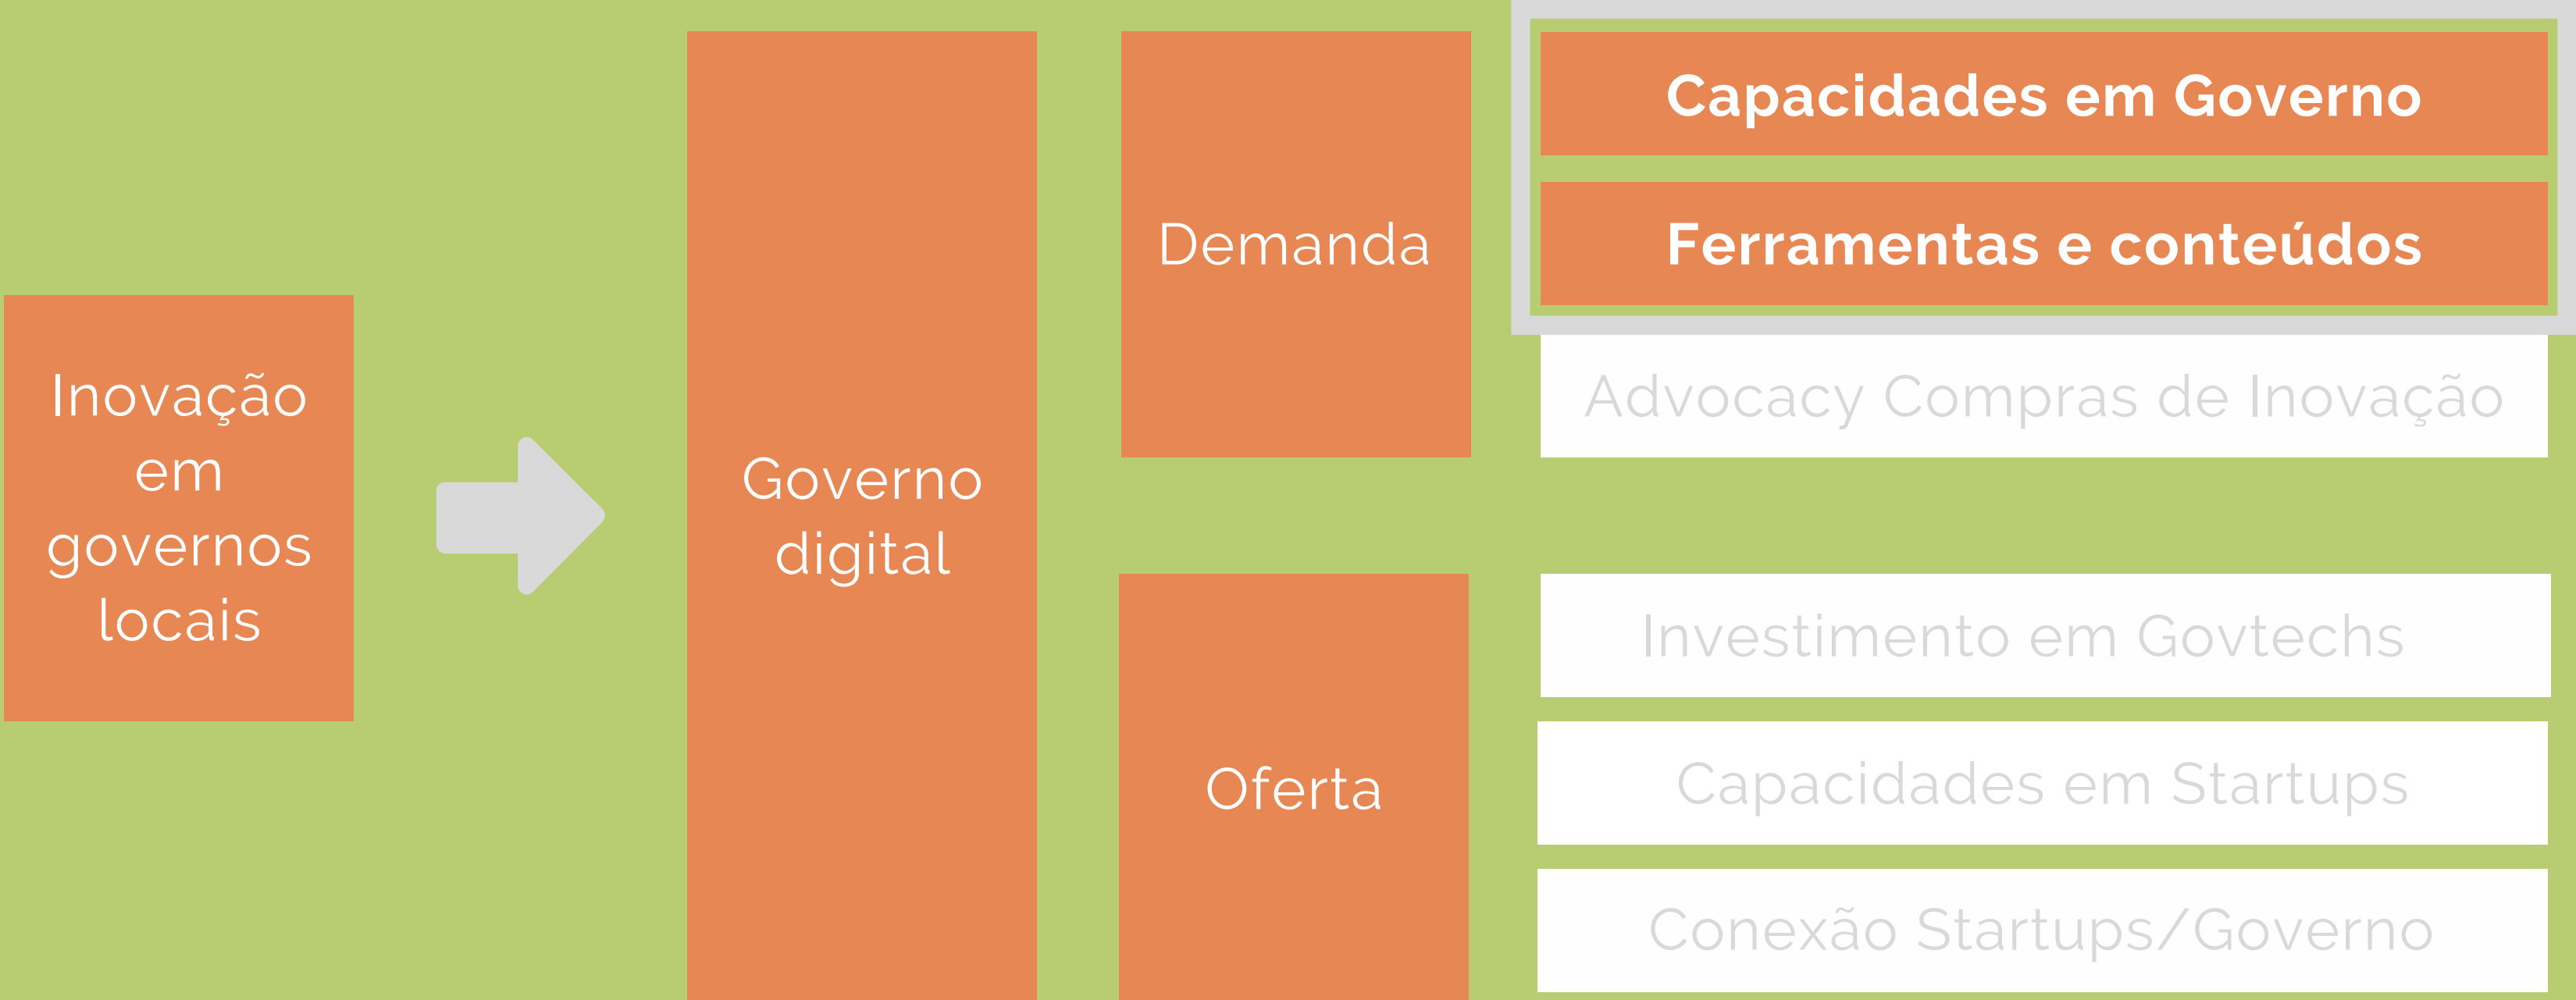 Inovação
em
governos
locais
Governo
digital
Demanda
Capacidades em Governo
Ferramentas e conteúdos
Advocacy Compras de Inovação
Oferta
Investimento em Govtechs
Capacidades em Startups
Conexão Startups/Governo